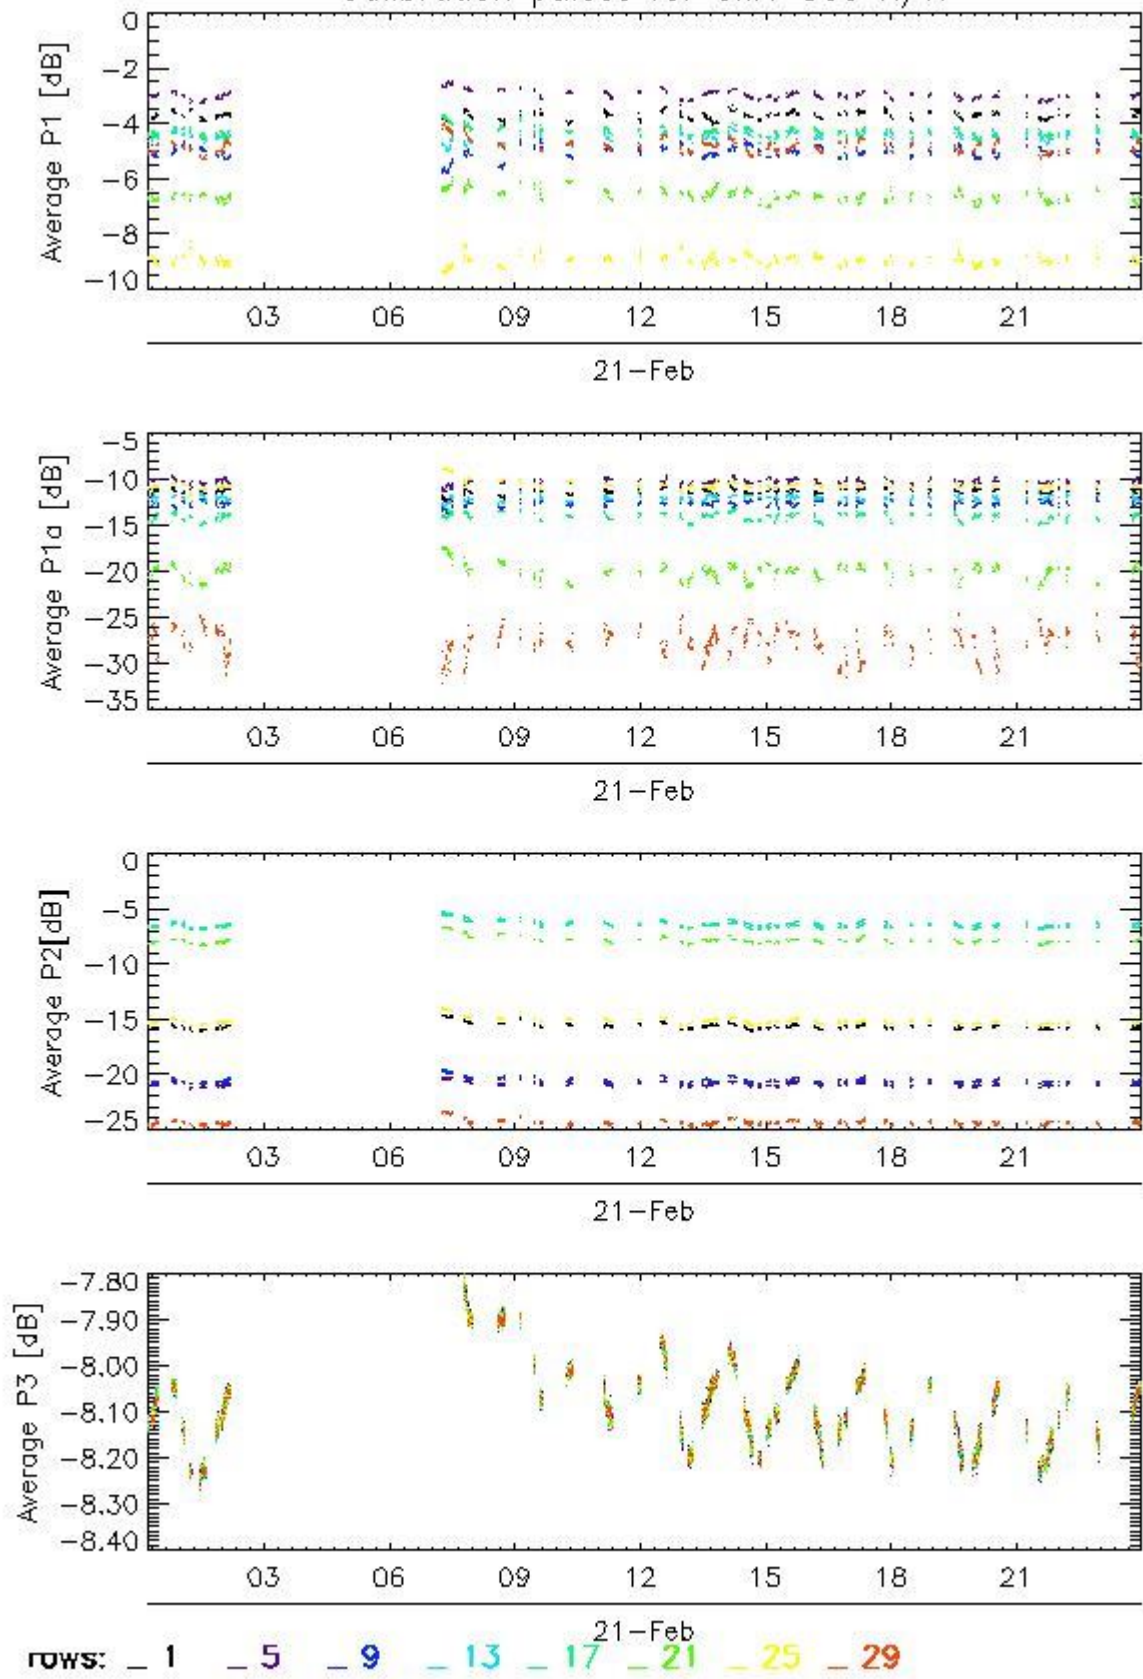 0
-2
-4
-6
-8
-10
Average P1 [dB]
03 06 09 12 15 18 21
21-Feb
-5
-10
-15
-20
-25
-30
-35
Average P1a [dB]
03 06 09 12 15 18 21
21-Feb
0
-5
-10
-15
-20
-25
Average P2[dB]
03 06 09 12 15 18 21
21-Feb
-7.80
-7.90
-8.00
-8.10
-8.20
-8.30
-8.40
Average P3 [dB]
03 06 09 12 15 18 21
21-Feb
rows: _ 1 _ 5 _ 9 _ 13 _ 17 _ 21 _ 25 _ 29